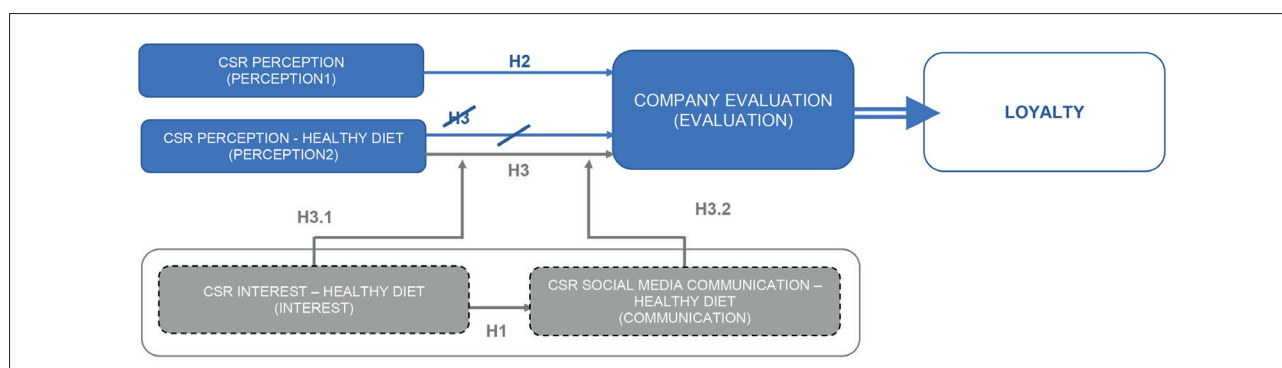 CSR PERCEPTION
(PERCEPTION1)
H2
COMPANY EVALUATION
(EVALUATION)
LOYALTY
H3
CSR PERCEPTION - HEALTHY DIET
(PERCEPTION2)
H3
H3.1
H3.2
CSR INTEREST – HEALTHY DIET
(INTEREST)
H1
CSR SOCIAL MEDIA COMMUNICATION –
HEALTHY DIET
(COMMUNICATION)